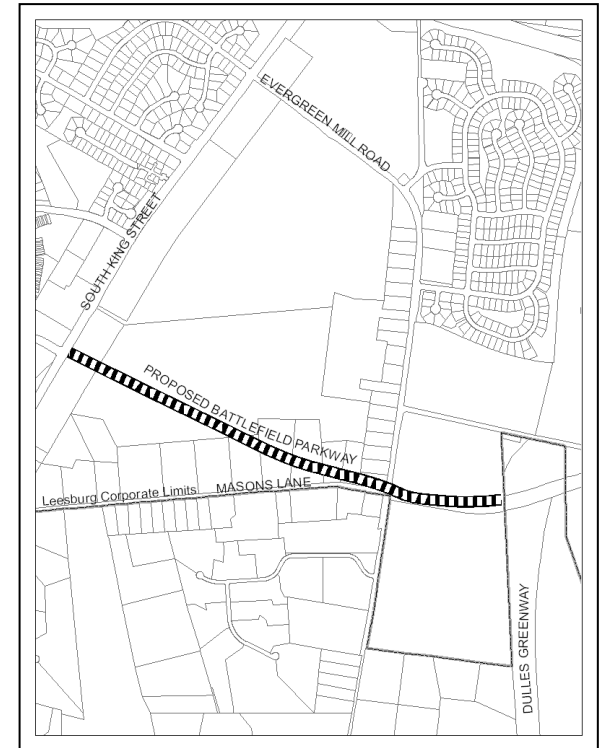 EVERGREEN MILL ROAD
SOUTH KING STREET
PROPOSED BATTLEFIELD PARKWAY
Leesburg Corporate Limits
MASONS LANE
DULLES GREENWAY